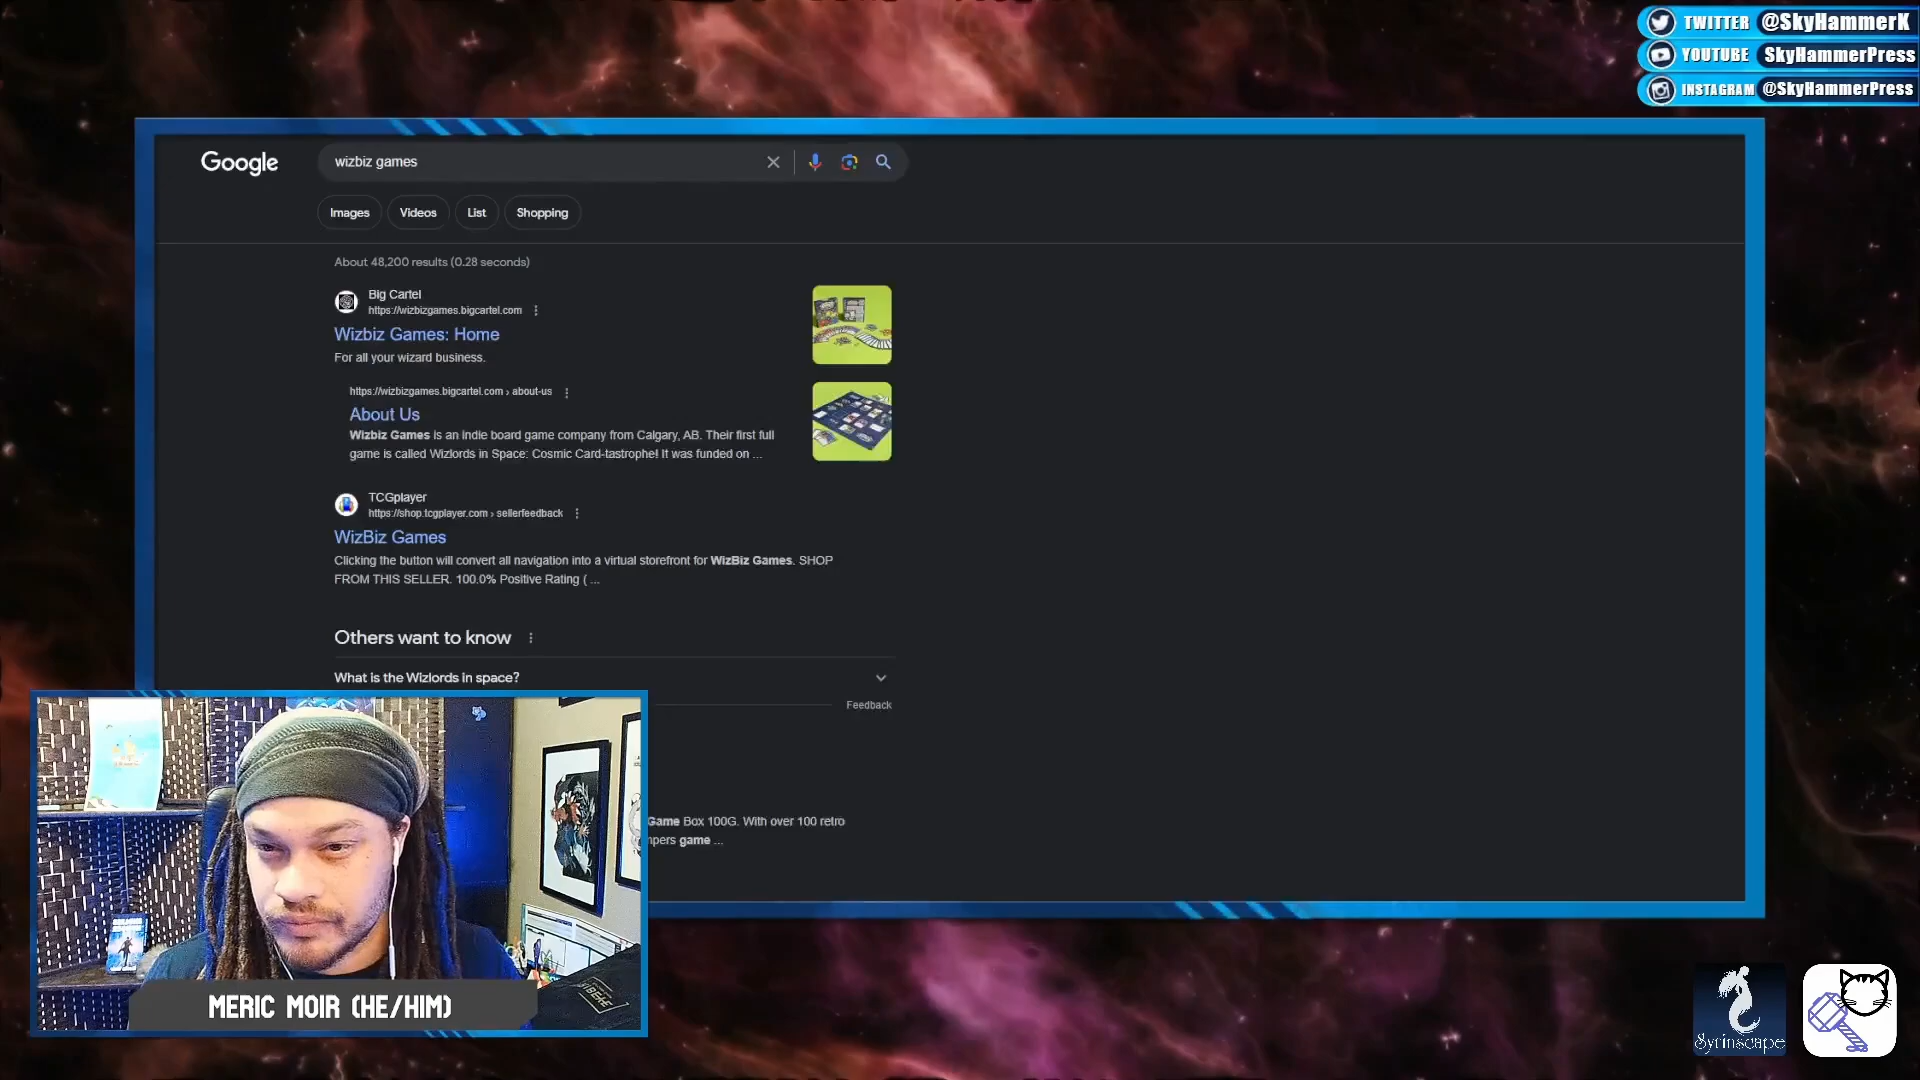 TWITTER @SkyHammerK
YOUTUBE SkyHammerPress
INSTAGRAM @SkyHammerPress
Google
wizbiz games
Images
Videos
List
Shopping
About 48,200 results (0.28 seconds)
Big Cartel
https://wizbizgames.bigcartel.com
Wizbiz Games: Home
For all your wizard business.
https://wizbizgames.bigcartel.com › about-us
About Us
Wizbiz Games is an indie board game company from Calgary, AB. Their first full
game is called Wizlords in Space: Cosmic Card-tastrophe! It was funded on ...
TCGplayer
https://shop.tcgplayer.com › sellerfeedback
WizBiz Games
Clicking the button will convert all navigation into a virtual storefront for WizBiz Games. SHOP
FROM THIS SELLER. 100.0% Positive Rating ( ...
Others want to know
What is the Wizlords in space?
Feedback
Game Box 100G. With over 100 retro
game ...
MERIC MOIR (HE/HIM)
Syrinscape